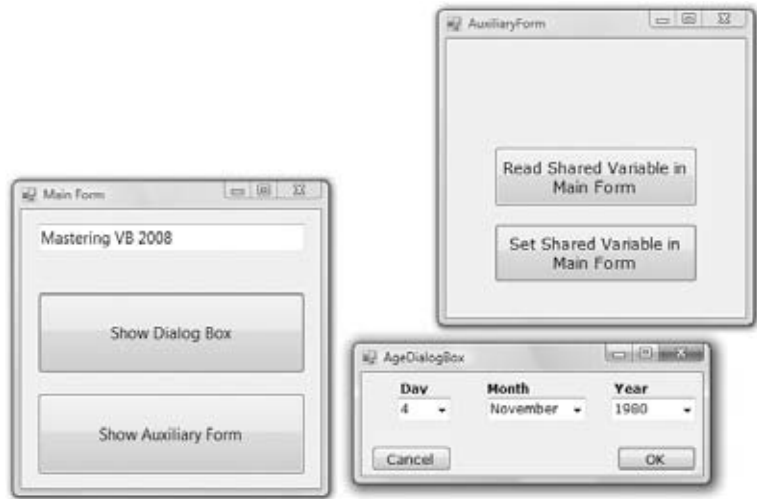 AuxiliaryForm
Read Shared Variable in
Main Form
Set Shared Variable in
Main Form
Main Form
Mastering VB 2008
Show Dialog Box
Show Auxiliary Form
AgeDialogBox
Day Month Year
4 November 1980
Cancel OK